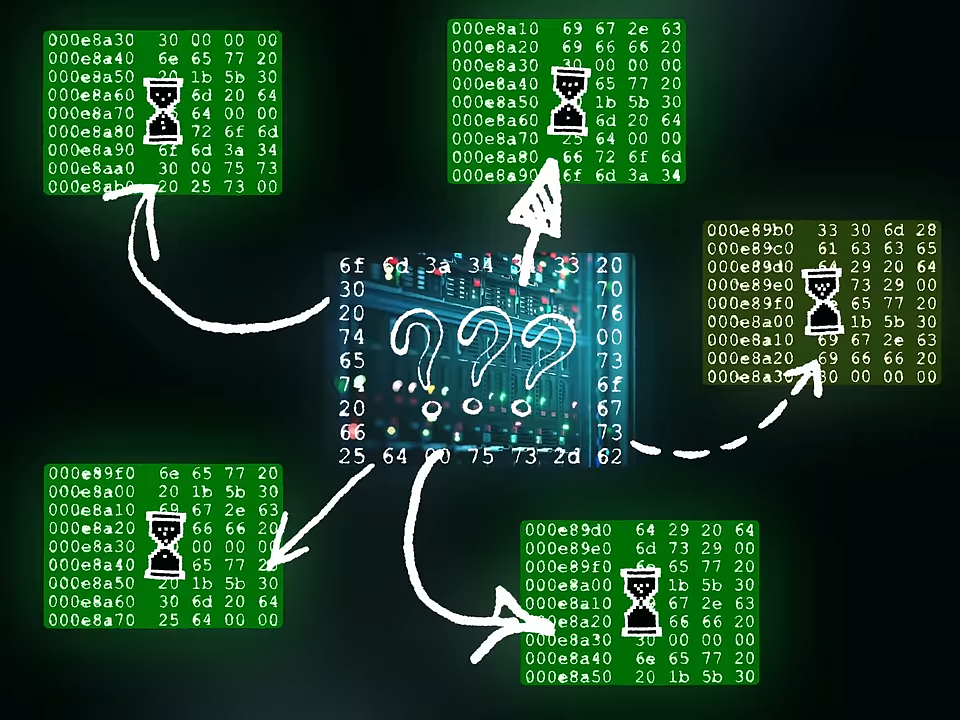 000e8a30 30 00 00 00
000e8a40 6e 65 77 20
000e8a50 20 1b 5b 30
000e8a60 6d 20 64
000e8a70 64 00 00
000e8a80 72 6f 6d
000e8a90 6f 6d 3a 34
000e8aa0 30 00 75 73
000e8ab0 20 25 73 00
000e8a10 69 67 2e 63
000e8a20 69 66 66 20
000e8a30 30 00 00 00
000e8a40 65 77 20
000e8a50 1b 5b 30
000e8a60 6d 20 64
000e8a70 25 64 00 00
000e8a80 66 72 6f 6d
000e8a90 6f 6d 3a 34
000e89b0 33 30 6d 28
000e89c0 61 63 63 65
000e89d0 64 29 20 64
000e89e0 73 29 00
000e89f0 65 77 20
000e8a00 1b 5b 30
000e8a10 69 67 2e 63
000e8a20 69 66 66 20
000e8a30 30 00 00 00
6f 6d 3a 34 33 20
30 70
20 76
74 00
65 73
???
6f
20 67
66 73
25 64 00 75 73 2d 62
000e89f0 6e 65 77 20
000e8a00 20 1b 5b 30
000e8a10 69 67 2e 63
000e8a20 66 66 20
000e8a30 00 00 00
000e8a40 65 77
000e8a50 20 1b 5b 30
000e8a60 30 6d 20 64
000e8a70 25 64 00 00
000e89d0 64 29 20 64
000e89e0 6d 73 29 00
000e89f0 6e 65 77 20
000e8a00 1b 5b 30
000e8a10 67 2e 63
000e8a20 66 66 20
000e8a30 30 00 00 00
000e8a40 6e 65 77 20
000e8a50 20 1b 5b 30